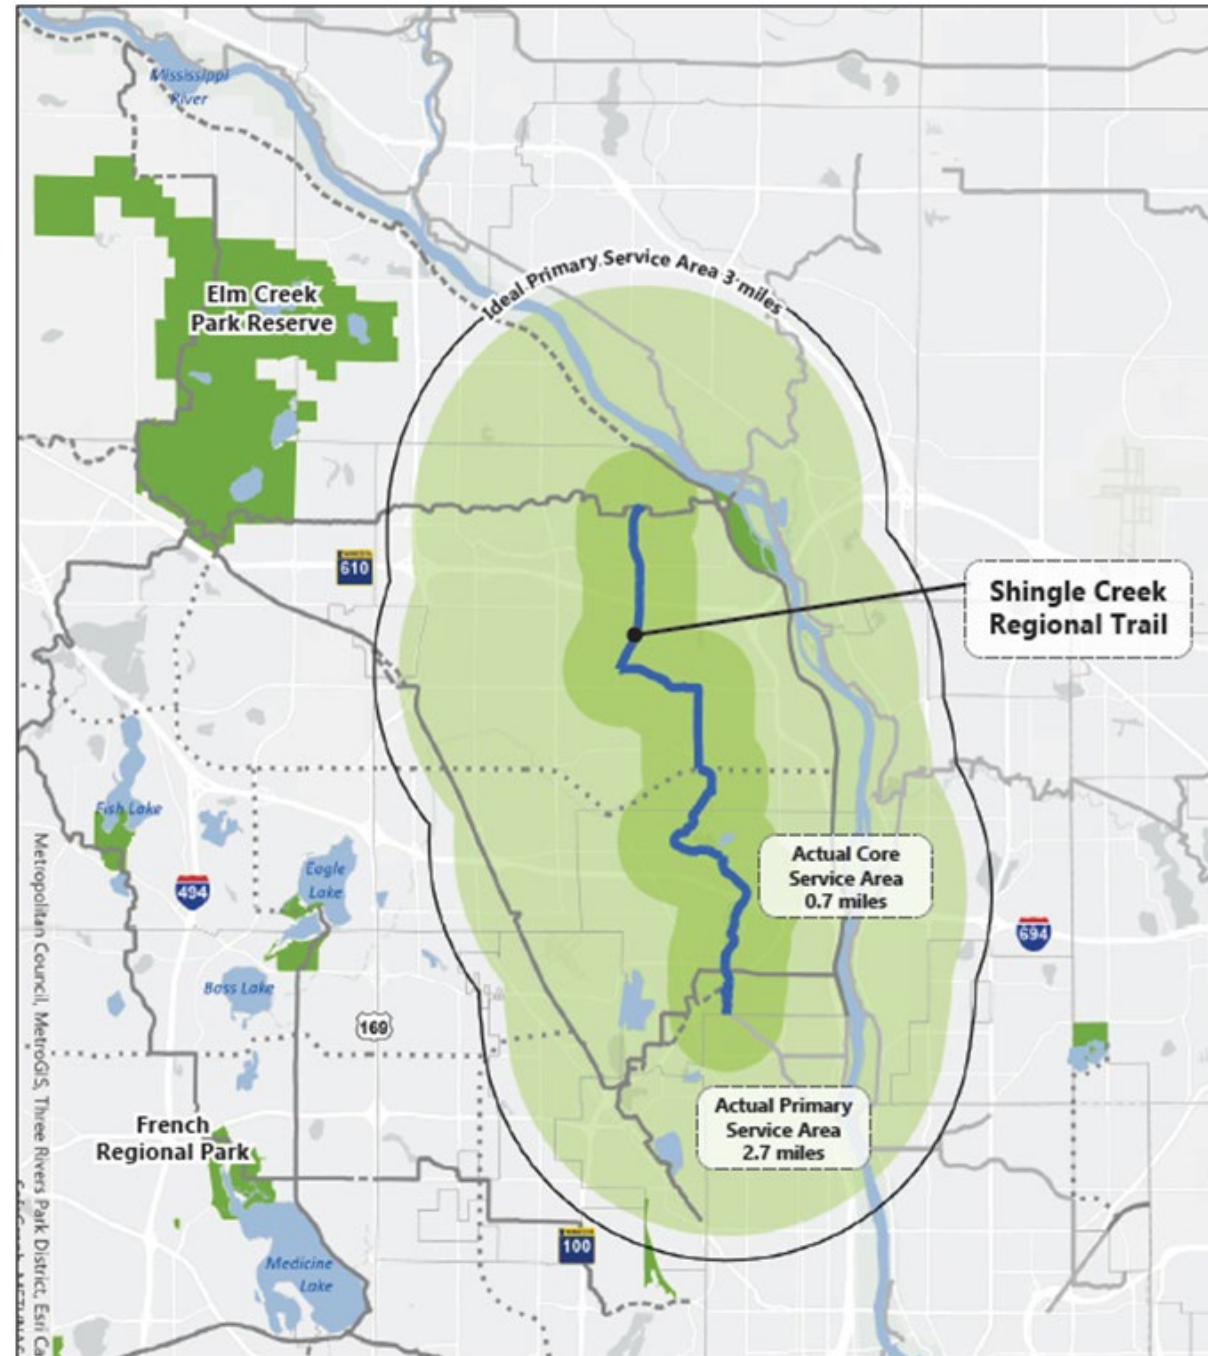 Mississippi
River
Ideal Primary Service Area 3 miles
Elm Creek
Park Reserve
610
Shingle Creek
Regional Trail
Fish Lake
494
Eagle
Lake
Actual Core
Service Area
0.7 miles
694
Bass Lake
169
French
Regional Park
Actual Primary
Service Area
2.7 miles
100
Medicine
Lake
Metropolitan Council, MetroGIS, Three Rivers Park District, Esri Ca